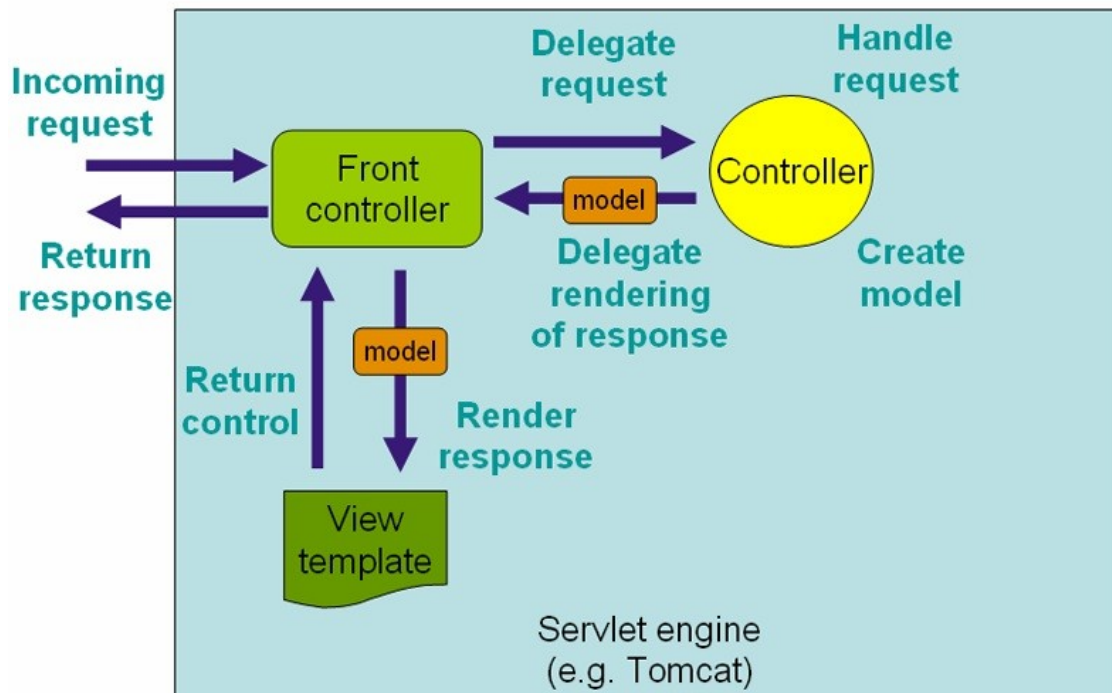 Incoming
request
Delegate
request
Handle
request
Front
controller
model
Controller
Return
response
Delegate
rendering
of response
Create
model
model
Return
control
Render
response
View
template
Servlet engine
(e.g. Tomcat)